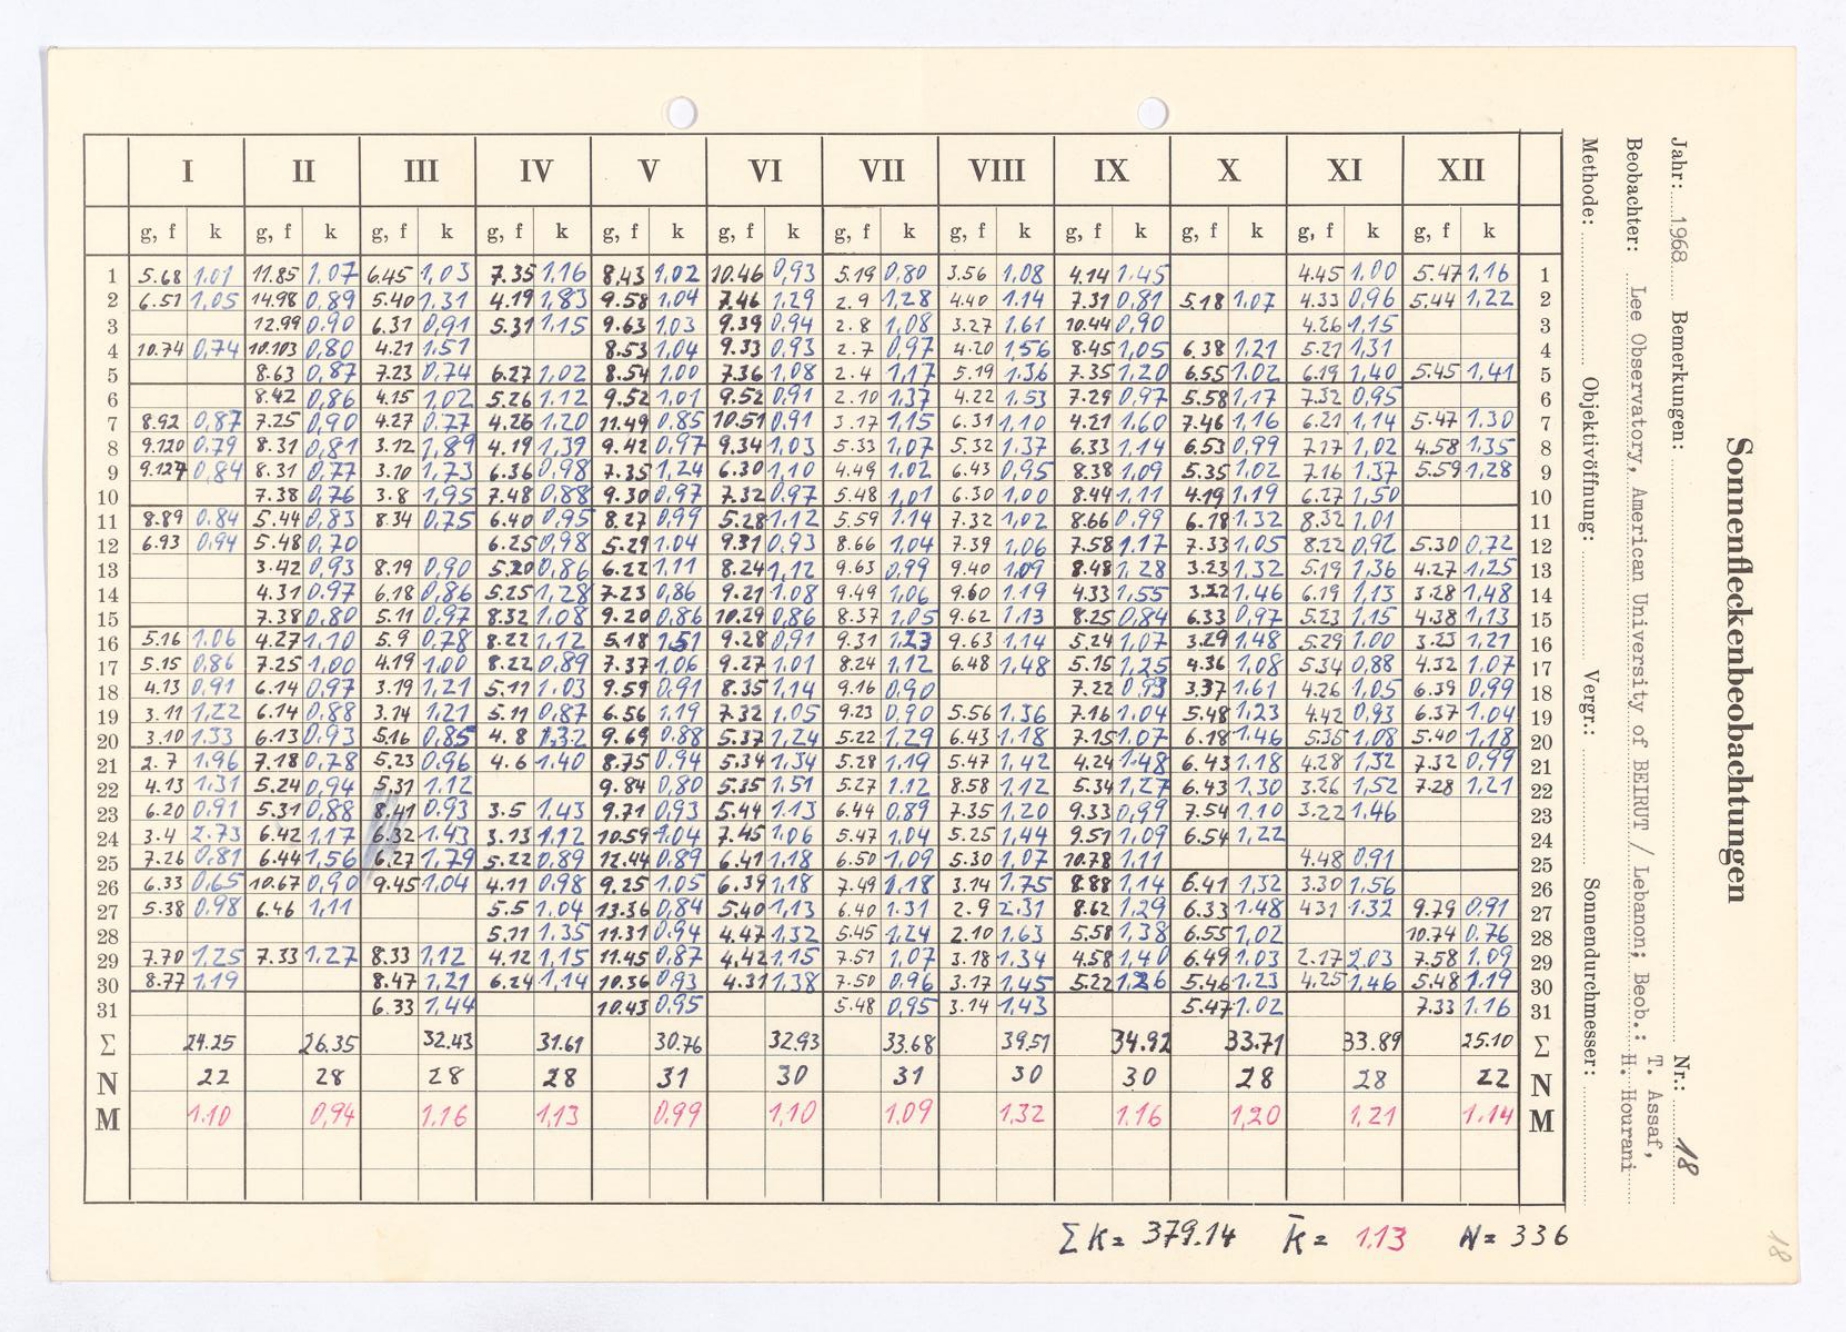 I II III IV V VI VII VIII IX X XI XII
g, f k g, f k g, f k g, f k g, f k g, f k g, f k g, f k g, f k g, f k g, f k g, f k
1 5.68 1.01 11.85 1,07 6.45 1,03 7.35 1.16 8.43 1,02 10.46 0,93 5.19 0,80 3.56 1,08 4.14 1.45 4.45 1.00 5.47 1.16 1
2 6.51 1,05 14.98 0,89 5.40 1.31 4.19 1,83 9.58 1,04 7.46 1,29 2.9 1,28 4.40 1.14 7.31 0,81 5.18 1.07 4.33 0,96 5.44 1,22 2
3 12.99 0,90 6.31 0,91 5.31 1,15 9.63 1,03 9.39 0,94 2.8 1,08 3.27 1,61 10.44 0,90 4.26 1,15 3
4 10.74 0,74 10.103 0,80 4.21 1.51 8.53 1,04 9.33 0,93 2.7 0,97 4.20 1,56 8.45 1,05 6.38 1,21 5.21 1,31 4
5 8.63 0,87 7.23 0,74 6.27 1,02 8.54 1.00 7.36 1,08 2.4 1,17 5.19 1.36 7.35 1,20 6.55 1.02 6.19 1,40 5.45 1,41 5
6 8.42 0,86 4.15 1,02 5.26 1.12 9.52 1,01 9.52 0,91 2.10 1,37 4.22 1.53 7.29 0,97 5.58 1,17 7.32 0,95 6
7 8.92 0,87 7.25 0,90 4.27 0,77 4.26 1,20 11.49 0,85 10.51 0,91 3.17 1,15 6.31 1,10 4.21 1,60 7.46 1,16 6.21 1,14 5.47 1.30 7
8 9.120 0.79 8.31 0,81 3.12 1,89 4.19 1,39 9.42 0,97 9.34 1,03 5.33 1,07 5.32 1.37 6.33 1,14 6.53 0,99 7.17 1,02 4.58 1.35 8
9 9.127 0,84 8.31 0,77 3.10 1,73 6.36 0,98 7.35 1,24 6.30 1,10 4.49 1.02 6.43 0,95 8.38 1,09 5.35 1.02 7.16 1.37 5.59 1,28 9
10 7.38 0,76 3.8 1,95 7.48 0,88 9.30 0,97 7.32 0,97 5.48 1,01 6.30 1,00 8.44 1,11 4.19 1,19 6.27 1,50 10
11 8.89 0.84 5.44 0,83 8.34 0,75 6.40 0,95 8.27 0,99 5.28 1,12 5.59 1.14 7.32 1,02 8.66 0,99 6.18 1.32 8.32 1,01 11
12 6.93 0,94 5.48 0,70 6.25 0,98 5.29 1.04 9.31 0,93 8.66 1,04 7.39 1,06 7.58 1,17 7.33 1,05 8.22 0,92 5.30 0,72 12
13 3.42 0,93 8.19 0,90 5.20 0,86 6.22 1,11 8.24 1,12 9.63 0,99 9.40 1,09 8.48 1,28 3.23 1,32 5.19 1,36 4.27 1,25 13
14 4.31 0,97 6.18 0,86 5.25 1,28 7.23 0,86 9.21 1.08 9.49 1,06 9.60 1.19 4.33 1,55 3.22 1,46 6.19 1,13 3.28 1,48 14
15 7.38 0,80 5.11 0,97 8.32 1,08 9.20 0,86 10.29 0,86 8.37 1,05 9.62 1,13 8.25 0,84 6.33 0,97 5.23 1.15 4.38 1,13 15
16 5.16 1.06 4.27 1,10 5.9 0,78 8.22 1,12 5.18 1.51 9.28 0,91 9.31 1.23 9.63 1,14 5.24 1,07 3.29 1.48 5.29 1.00 3.23 1,21 16
17 5.15 0,86 7.25 1.00 4.19 1,00 8.22 0,89 7.37 1,06 9.27 1.01 8.24 1,12 6.48 1,48 5.15 1,25 4.36 1,08 5.34 0,88 4.32 1.07 17
18 4.13 0,91 6.14 0,97 3.19 1,21 5.11 1.03 9.59 0,91 8.35 1,14 9.16 0,90 7.22 0,93 3.37 1,61 4.26 1,05 6.39 0,99 18
19 3.11 1,22 6.14 0,88 3.14 1,21 5.11 0,87 6.56 1.19 7.32 1.05 9.23 0,90 5.56 1.36 7.16 1.04 5.48 1,23 4.42 0,93 6.37 1.04 19
20 3.10 1.33 6.13 0,93 5.16 0,85 4.8 1,32 9.69 0.88 5.37 1,24 5.22 1,29 6.43 1.18 7.15 1.07 6.18 1.46 5.35 1,08 5.40 1,18 20
21 2.7 1,96 7.18 0,78 5.23 0,96 4.6 1.40 8.75 0,94 5.34 1.34 5.28 1,19 5.47 1,42 4.24 1.48 6.43 1.18 4.28 1,32 7.32 0,99 21
22 4.13 1.31 5.24 0,94 5.31 1.12 9.84 0,80 5.35 1.51 5.27 1.12 8.58 1,12 5.34 1,27 6.43 1,30 3.26 1,52 7.28 1,21 22
23 6.20 0,91 5.31 0,88 8.41 0.93 3.5 1,43 9.71 0,93 5.44 1.13 6.44 0,89 7.35 1,20 9.33 0,99 7.54 1.10 3.22 1.46 23
24 3.4 2.73 6.42 1,17 6.32 1.43 3.13 1,12 10.59 1,04 7.45 1.06 5.47 1,04 5.25 1,44 9.51 1,09 6.54 1,22 24
25 7.26 0,81 6.44 1,56 6.27 1,79 5.22 0,89 12.44 0,89 6.41 1,18 6.50 1,09 5.30 1,07 10.78 1,11 4.48 0,91 25
26 6.33 0,65 10.67 0,90 9.45 1.04 4.11 0.98 9.25 1,05 6.39 1,18 7.49 1.18 3.14 1.75 8.88 1,14 6.41 1,32 3.30 1.56 26
27 5.38 0.98 6.46 1,11 5.5 1.04 13.36 0,84 5.40 1,13 6.40 1.31 2.9 2.31 8.62 1,29 6.33 1.48 4.31 1.32 9.79 0,91 27
28 5.11 1.35 11.31 0.94 4.47 1,32 5.45 1,24 2.10 1.63 5.58 1,38 6.55 1,02 10.74 0.76 28
29 7.70 1.25 7.33 1.27 8.33 1,12 4.12 1,15 11.45 0,87 4.42 1.15 7.51 1,07 3.18 1.34 4.58 1,40 6.49 1.03 2.17 2.03 7.58 1.09 29
30 8.77 1,19 8.47 1,21 6.24 1,14 10.36 0,93 4.31 1,38 7.50 0.96 3.17 1,45 5.22 1,26 5.46 1.23 4.25 1,46 5.48 1.19 30
31 6.33 1,44 10.43 0,95 5.48 0,95 3.14 1,43 5.47 1.02 7.33 1.16 31
Σ 24.25 26.35 32.43 31.61 30.76 32.93 33.68 39.51 34.92 33.71 33.89 25.10 Σ
N 22 28 28 28 31 30 31 30 30 28 28 22 N
M 1.10 0,94 1.16 1,13 0.99 1,10 1.09 1,32 1.16 1,20 1,21 1.14 M
Σ K = 379.14 k̄ = 1.13 N = 336
Sonnenfleckenbeobachtungen
Jahr: 1968 Bemerkungen: Nr.: 18
Beobachter: Lee Observatory, American University of BEIRUT / Lebanon; Beob.: T. Assaf,
H. Hourani
Methode: Objektivöffnung: Vergr.: Sonnendurchmesser:
18